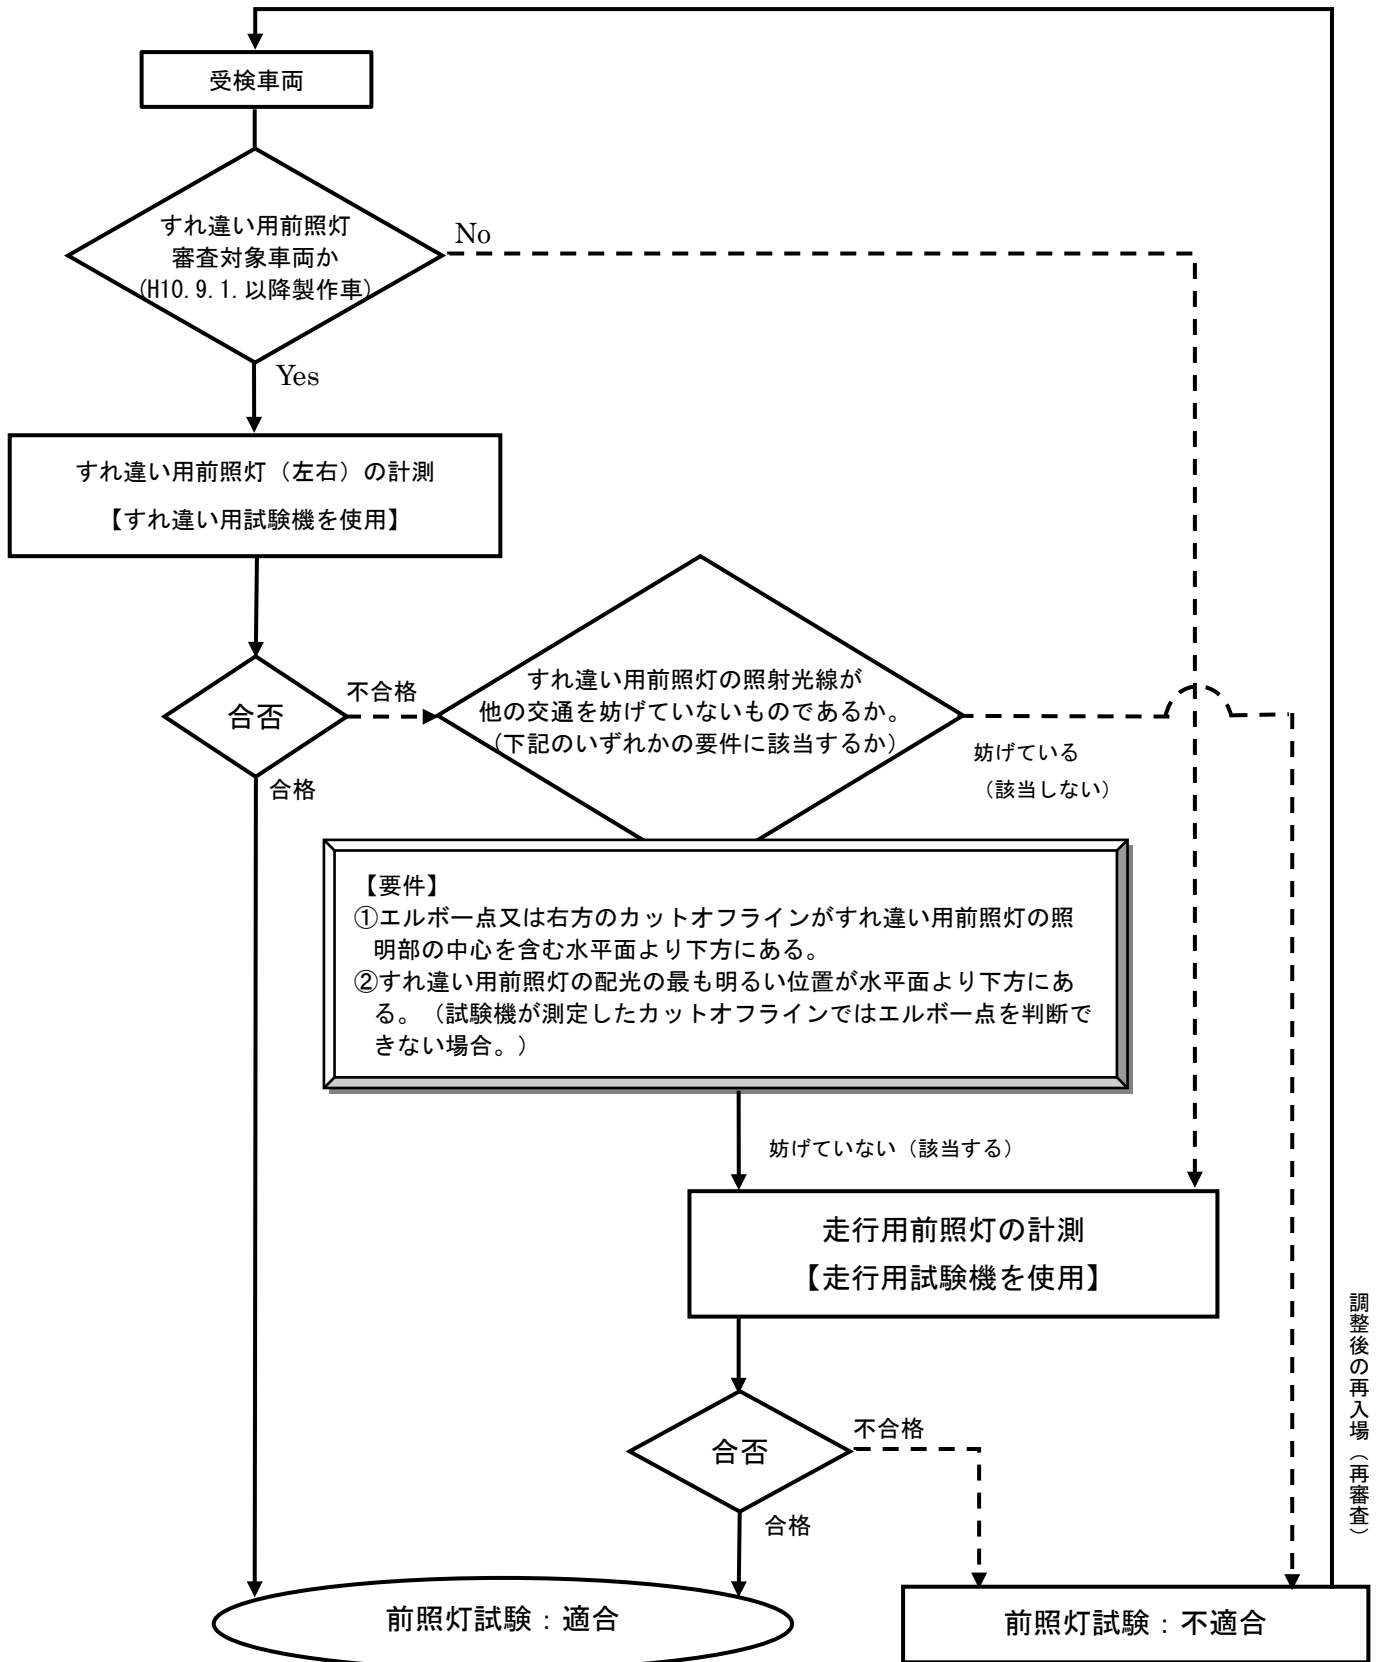 受検車両
すれ違い用前照灯
審査対象車両か
(H10.9.1.以降製作車)
No
Yes
すれ違い用前照灯（左右）の計測
【すれ違い用試験機を使用】
合否
不合格
合格
すれ違い用前照灯の照射光線が
他の交通を妨げていないものであるか。
（下記のいずれかの要件に該当するか）
妨げている
（該当しない）
【要件】
①エルボー点又は右方のカットオフラインがすれ違い用前照灯の照
明部の中心を含む水平面より下方にある。
②すれ違い用前照灯の配光の最も明るい位置が水平面より下方にあ
る。（試験機が測定したカットオフラインではエルボー点を判断で
きない場合。）
妨げていない（該当する）
走行用前照灯の計測
【走行用試験機を使用】
合否
不合格
合格
調整後の再入場（再審査）
前照灯試験：適合
前照灯試験：不適合